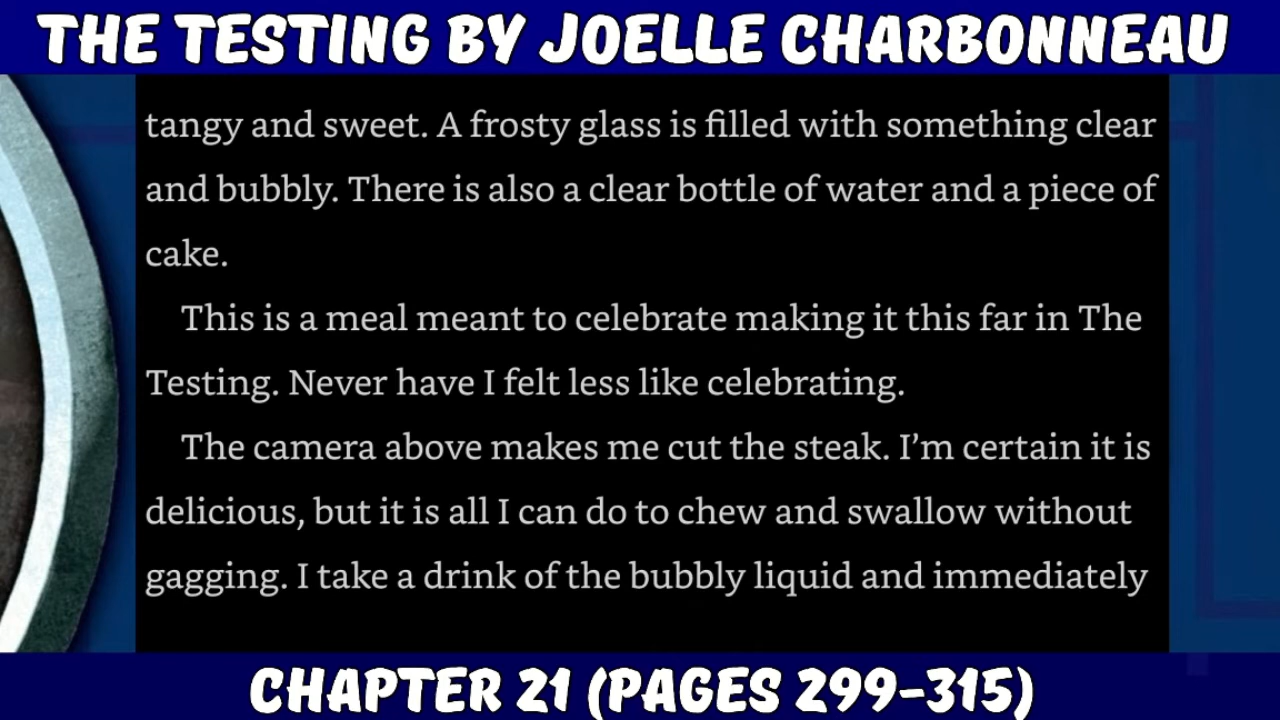 THE TESTING BY JOELLE CHARBONNEAU
tangy and sweet. A frosty glass is filled with something clear
and bubbly. There is also a clear bottle of water and a piece of
cake.
This is a meal meant to celebrate making it this far in The
Testing. Never have I felt less like celebrating.
The camera above makes me cut the steak. I’m certain it is
delicious, but it is all I can do to chew and swallow without
gagging. I take a drink of the bubbly liquid and immediately
CHAPTER 21 (PAGES 299-315)